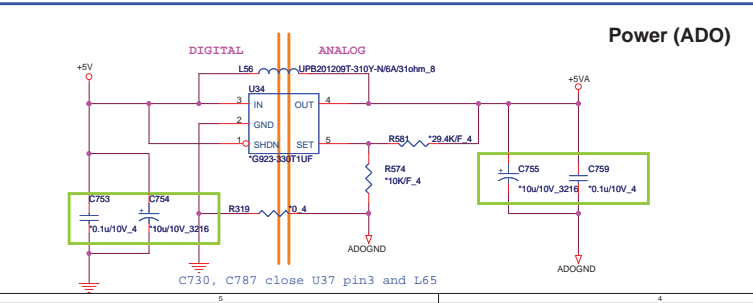 Power (ADO)
DIGITAL
ANALOG
+5V
L56
UPB201209T-310Y-N/6A/31ohm_8
+5VA
U34
3
IN
OUT
4
2
GND
1
SHDN
SET
5
*G923-330T1UF
R581
*29.4K/F_4
R574
*10K/F_4
C755
*10u/10V_3216
C759
*0.1u/10V_4
C753
*0.1u/10V_4
C754
*10u/10V_3216
R319
*0_4
ADOGND
ADOGND
C730, C787 close U37 pin3 and L65
5
4